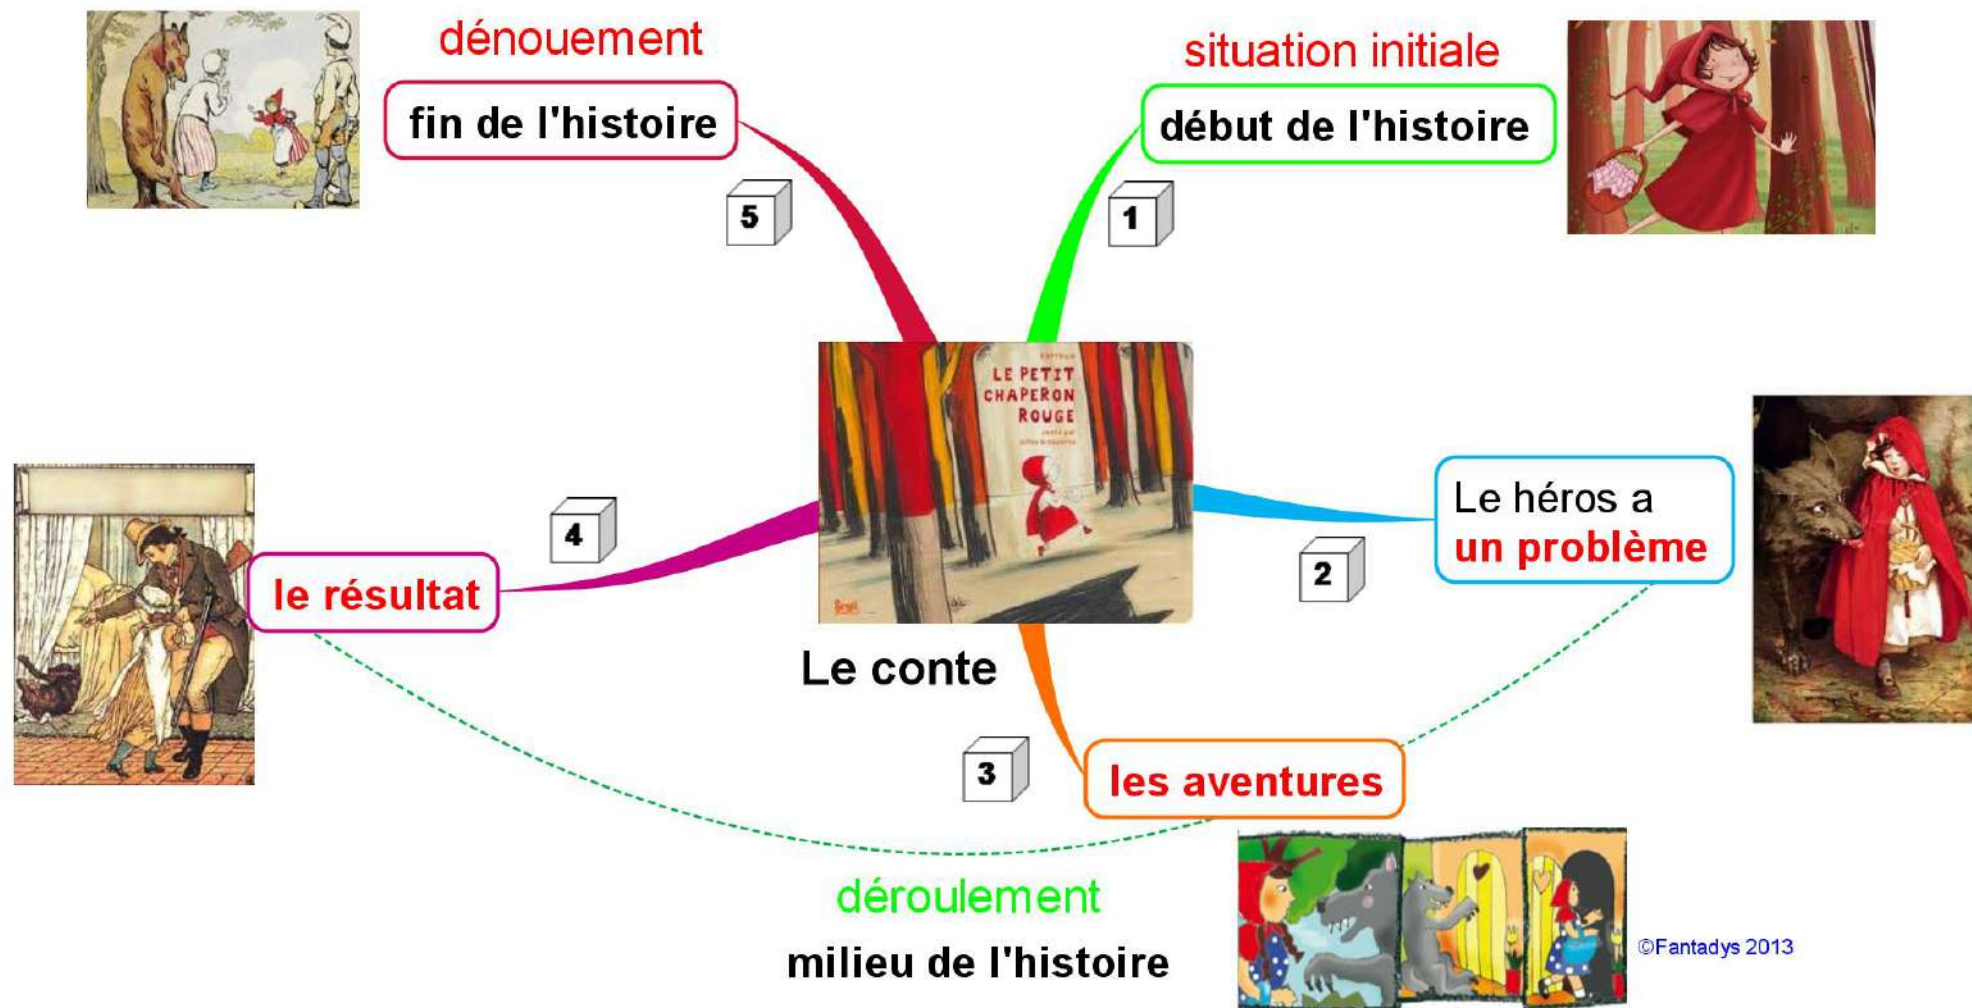 dénouement
fin de l'histoire
5
situation initiale
début de l'histoire
1
LE PETIT
CHAPERON
ROUGE
4
le résultat
Le héros a
un problème
2
Le conte
3
les aventures
déroulement
milieu de l'histoire
©Fantadys 2013